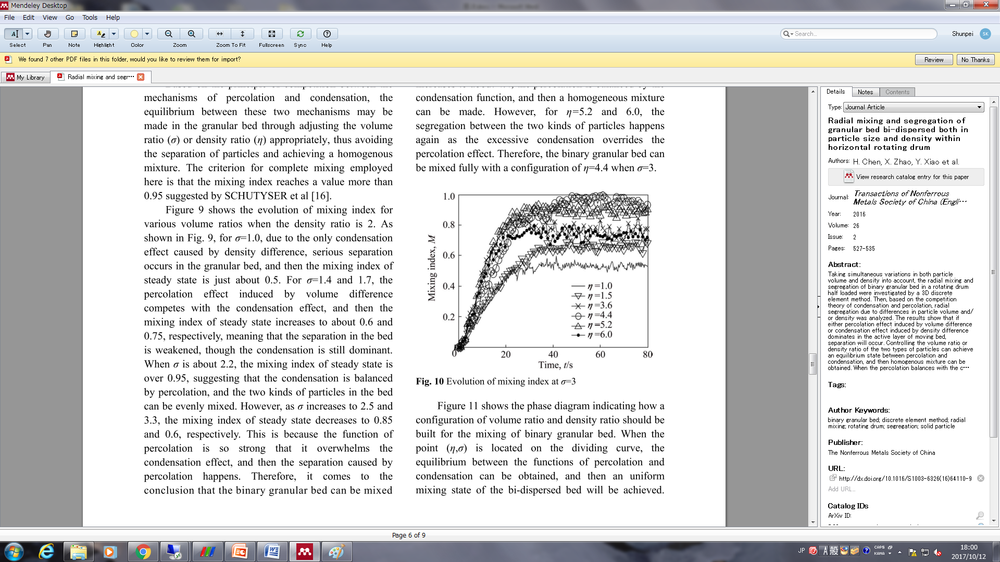 Mendeley Desktop
File Edit View Go Tools Help
Select Pan Note Highlight Color Zoom Zoom To Fit Fullscreen Sync Help
Search...
Shunpei SK
We found 7 other PDF files in this folder, would you like to review them for import?
Review No Thanks
My Library
Radial mixing and segr…
mechanisms of percolation and condensation, the
equilibrium between these two mechanisms may be
made in the granular bed through adjusting the volume
ratio (σ) or density ratio (η) appropriately, thus avoiding
the separation of particles and achieving a homogenous
mixture. The criterion for complete mixing employed
here is that the mixing index reaches a value more than
0.95 suggested by SCHUTYSER et al [16].
Figure 9 shows the evolution of mixing index for
various volume ratios when the density ratio is 2. As
shown in Fig. 9, for σ=1.0, due to the only condensation
effect caused by density difference, serious separation
occurs in the granular bed, and then the mixing index of
steady state is just about 0.5. For σ=1.4 and 1.7, the
percolation effect induced by volume difference
competes with the condensation effect, and then the
mixing index of steady state increases to about 0.6 and
0.75, respectively, meaning that the separation in the bed
is weakened, though the condensation is still dominant.
When σ is about 2.2, the mixing index of steady state is
over 0.95, suggesting that the condensation is balanced
by percolation, and the two kinds of particles in the bed
can be evenly mixed. However, as σ increases to 2.5 and
3.3, the mixing index of steady state decreases to 0.85
and 0.6, respectively. This is because the function of
percolation is so strong that it overwhelms the
condensation effect, and then the separation caused by
percolation happens. Therefore, it comes to the
conclusion that the binary granular bed can be mixed
condensation function, and then a homogeneous mixture
can be made. However, for η=5.2 and 6.0, the
segregation between the two kinds of particles happens
again as the excessive condensation overrides the
percolation effect. Therefore, the binary granular bed can
be mixed fully with a configuration of η=4.4 when σ=3.
1.0
0.8
0.6
0.4
0.2
0
20
40
60
80
Mixing index, M
Time, t/s
η =1.0
η =1.5
η =3.6
η =4.4
η =5.2
η =6.0
Fig. 10 Evolution of mixing index at σ=3
Figure 11 shows the phase diagram indicating how a
configuration of volume ratio and density ratio should be
built for the mixing of binary granular bed. When the
point (η,σ) is located on the dividing curve, the
equilibrium between the functions of percolation and
condensation can be obtained, and then an uniform
mixing state of the bi-dispersed bed will be achieved.
Page 6 of 9
Details Notes Contents
Type: Journal Article
Radial mixing and segregation of
granular bed bi-dispersed both in
particle size and density within
horizontal rotating drum
Authors: H. Chen, X. Zhao, Y. Xiao et al.
View research catalog entry for this paper
Journal: Transactions of Nonferrous
Metals Society of China (Engli…
Year: 2016
Volume: 26
Issue: 2
Pages: 527-535
Abstract:
Taking simultaneous variations in both particle
volume and density into account, the radial mixing and
segregation of binary granular bed in a rotating drum
half loaded were investigated by a 3D discrete
element method. Then, based on the competition
theory of condensation and percolation, radial
segregation due to differences in particle volume and/
or density was analyzed. The results show that if
either percolation effect induced by volume difference
or condensation effect induced by density difference
dominates in the active layer of moving bed,
separation will occur. Controlling the volume ratio or
density ratio of the two types of particles can achieve
an equilibrium state between percolation and
condensation, and then homogenous mixture can be
obtained. When the percolation balances with the c…
Tags:
Author Keywords:
binary granular bed; discrete element method; radial
mixing; rotating drum; segregation; solid particle
Publisher:
The Nonferrous Metals Society of China
URL:
http://dx.doi.org/10.1016/S1003-6326(16)64110-9
Add URL...
Catalog IDs
ArXiv ID:
JP A 般 CAPS KANA
18:00
2017/10/12